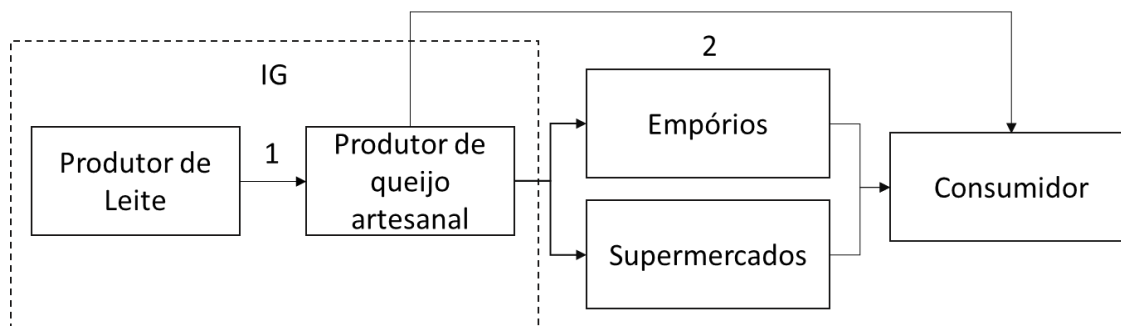 IG
Produtor de
Leite
1
Produtor de
queijo
artesanal
2
Empórios
Supermercados
Consumidor